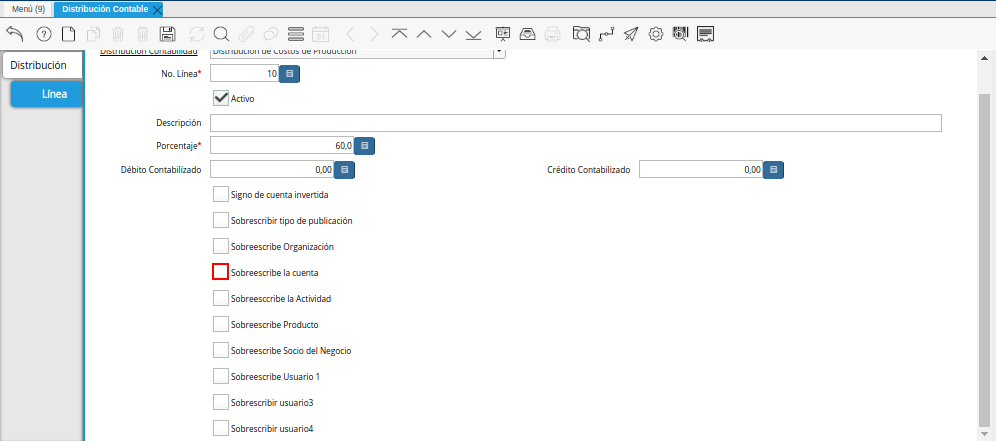 Menú (9) Distribución Contable
Distribución
Línea
Distribución Contabilidad Distribución de Costos de Producción
No. Línea* 10
Activo
Descripción
Porcentaje* 60,0
Débito Contabilizado 0,00 Crédito Contabilizado 0,00
Signo de cuenta invertida
Sobrescribir tipo de publicación
Sobreescribe Organización
Sobreescribe la cuenta
Sobreesccribe la Actividad
Sobreescribe Producto
Sobreescribe Socio del Negocio
Sobreescribe Usuario 1
Sobrescribir usuario3
Sobrescribir usuario4